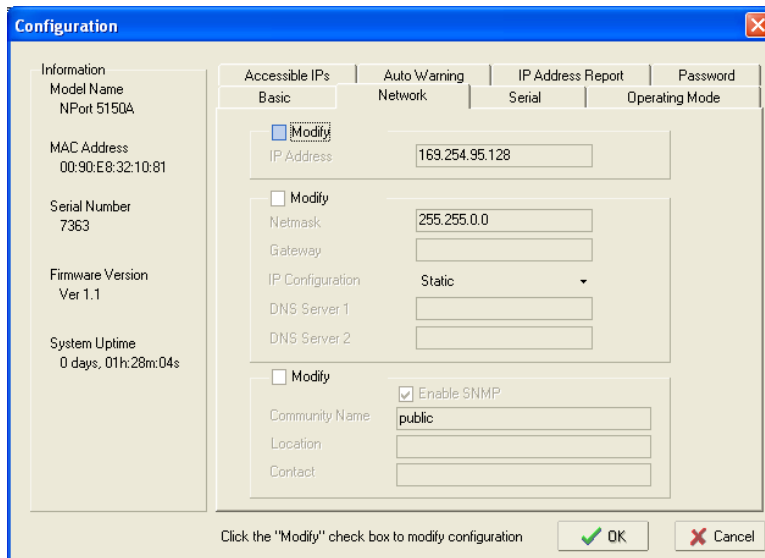 Configuration
Information
Model Name
NPort 5150A
MAC Address
00:90:E8:32:10:81
Serial Number
7363
Firmware Version
Ver 1.1
System Uptime
0 days, 01h:28m:04s
Accessible IPs
Auto Warning
IP Address Report
Password
Basic
Network
Serial
Operating Mode
Modify
IP Address
169.254.95.128
Modify
Netmask
255.255.0.0
Gateway
IP Configuration
Static
DNS Server 1
DNS Server 2
Modify
Enable SNMP
Community Name
public
Location
Contact
Click the "Modify" check box to modify configuration
OK
Cancel